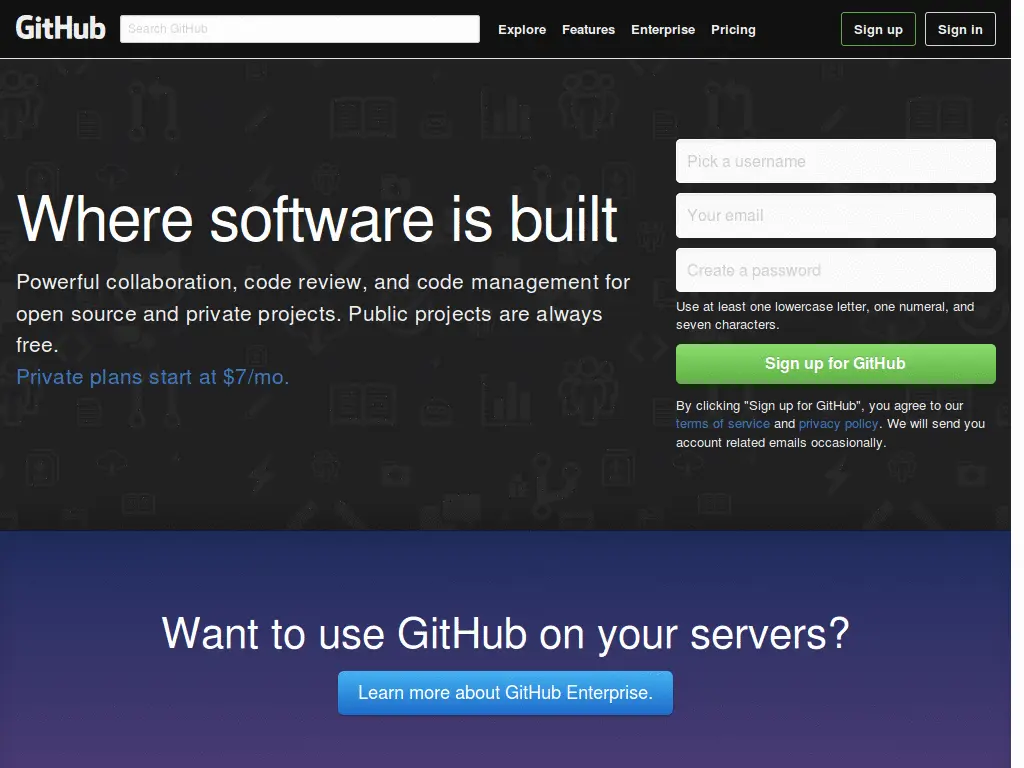 GitHub
Search GitHub
Explore
Features
Enterprise
Pricing
Sign up
Sign in
Where software is built
Powerful collaboration, code review, and code management for
open source and private projects. Public projects are always
free.
Private plans start at $7/mo.
Pick a username
Your email
Create a password
Use at least one lowercase letter, one numeral, and
seven characters.
Sign up for GitHub
By clicking "Sign up for GitHub", you agree to our
terms of service and privacy policy. We will send you
account related emails occasionally.
Want to use GitHub on your servers?
Learn more about GitHub Enterprise.